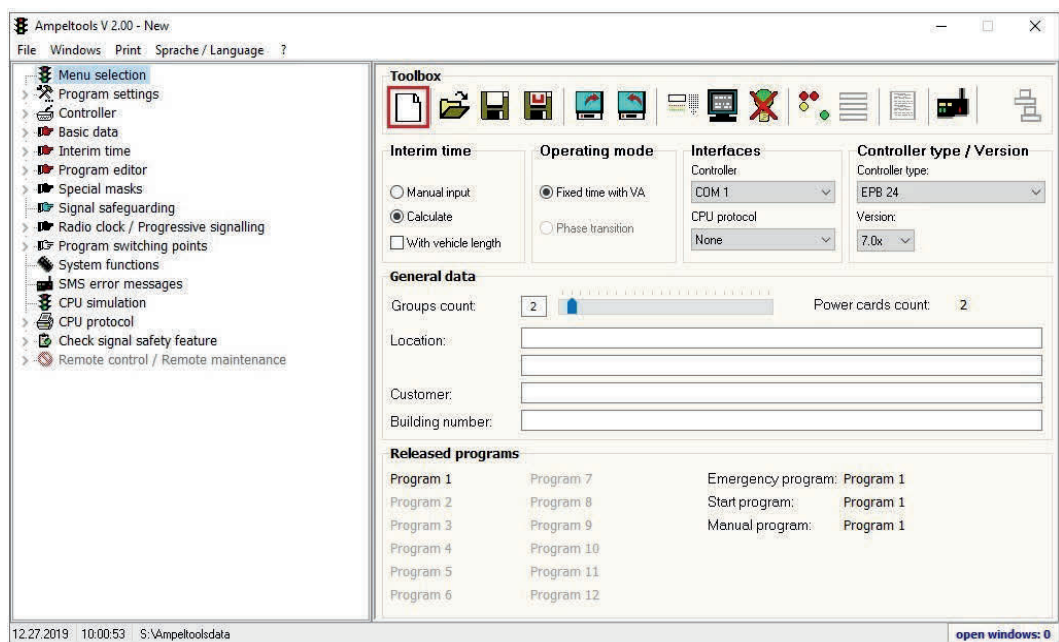 Ampeltools V 2.00 - New
File Windows Print Sprache / Language ?
Menu selection
Program settings
Controller
Basic data
Interim time
Program editor
Special masks
Signal safeguarding
Radio clock / Progressive signalling
Program switching points
System functions
SMS error messages
CPU simulation
CPU protocol
Check signal safety feature
Remote control / Remote maintenance
Toolbox
Interim time
Manual input
Calculate
With vehicle length
Operating mode
Fixed time with VA
Phase transition
Interfaces
Controller
COM 1
CPU protocol
None
Controller type / Version
Controller type:
EPB 24
Version:
7.0x
General data
Groups count: 2 Power cards count: 2
Location:
Customer:
Building number:
Released programs
Program 1 Program 7 Emergency program: Program 1
Program 2 Program 8 Start program: Program 1
Program 3 Program 9 Manual program: Program 1
Program 4 Program 10
Program 5 Program 11
Program 6 Program 12
12.27.2019 10:00:53 S:\Ampeltoolsdata open windows: 0